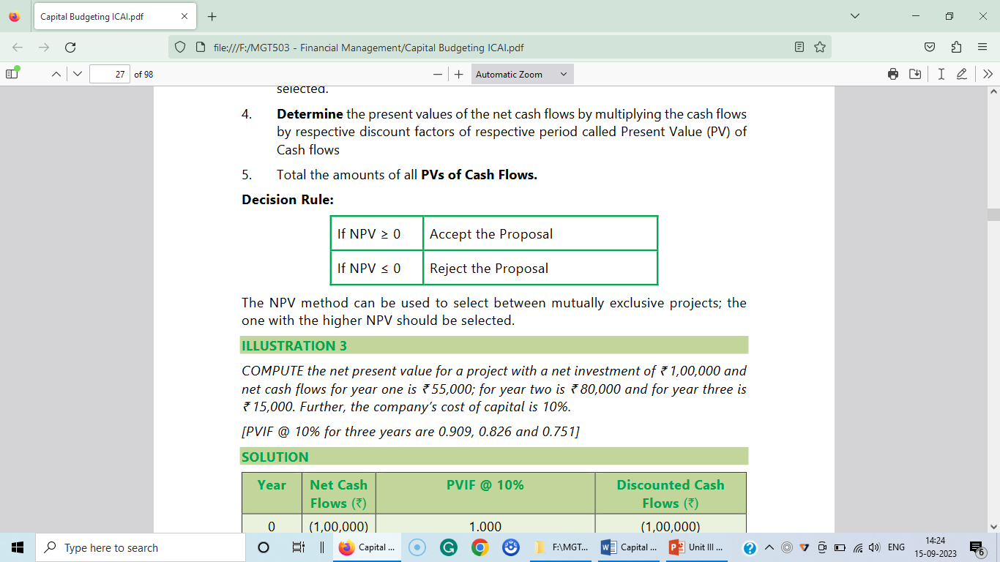 Capital Budgeting ICAI.pdf
file:///F:/MGT503 - Financial Management/Capital Budgeting ICAI.pdf
27 of 98
Automatic Zoom
selected.
4. Determine the present values of the net cash flows by multiplying the cash flows
by respective discount factors of respective period called Present Value (PV) of
Cash flows
5. Total the amounts of all PVs of Cash Flows.
Decision Rule:
If NPV ≥ 0 Accept the Proposal
If NPV ≤ 0 Reject the Proposal
The NPV method can be used to select between mutually exclusive projects; the
one with the higher NPV should be selected.
ILLUSTRATION 3
COMPUTE the net present value for a project with a net investment of ₹ 1,00,000 and
net cash flows for year one is ₹ 55,000; for year two is ₹ 80,000 and for year three is
₹ 15,000. Further, the company’s cost of capital is 10%.
[PVIF @ 10% for three years are 0.909, 0.826 and 0.751]
SOLUTION
Year Net Cash PVIF @ 10% Discounted Cash
Flows (₹) Flows (₹)
0 (1,00,000) 1.000 (1,00,000)
Type here to search
Capital ...
F:\MGT...
Capital ...
Unit III ...
ENG
14:24
15-09-2023
6